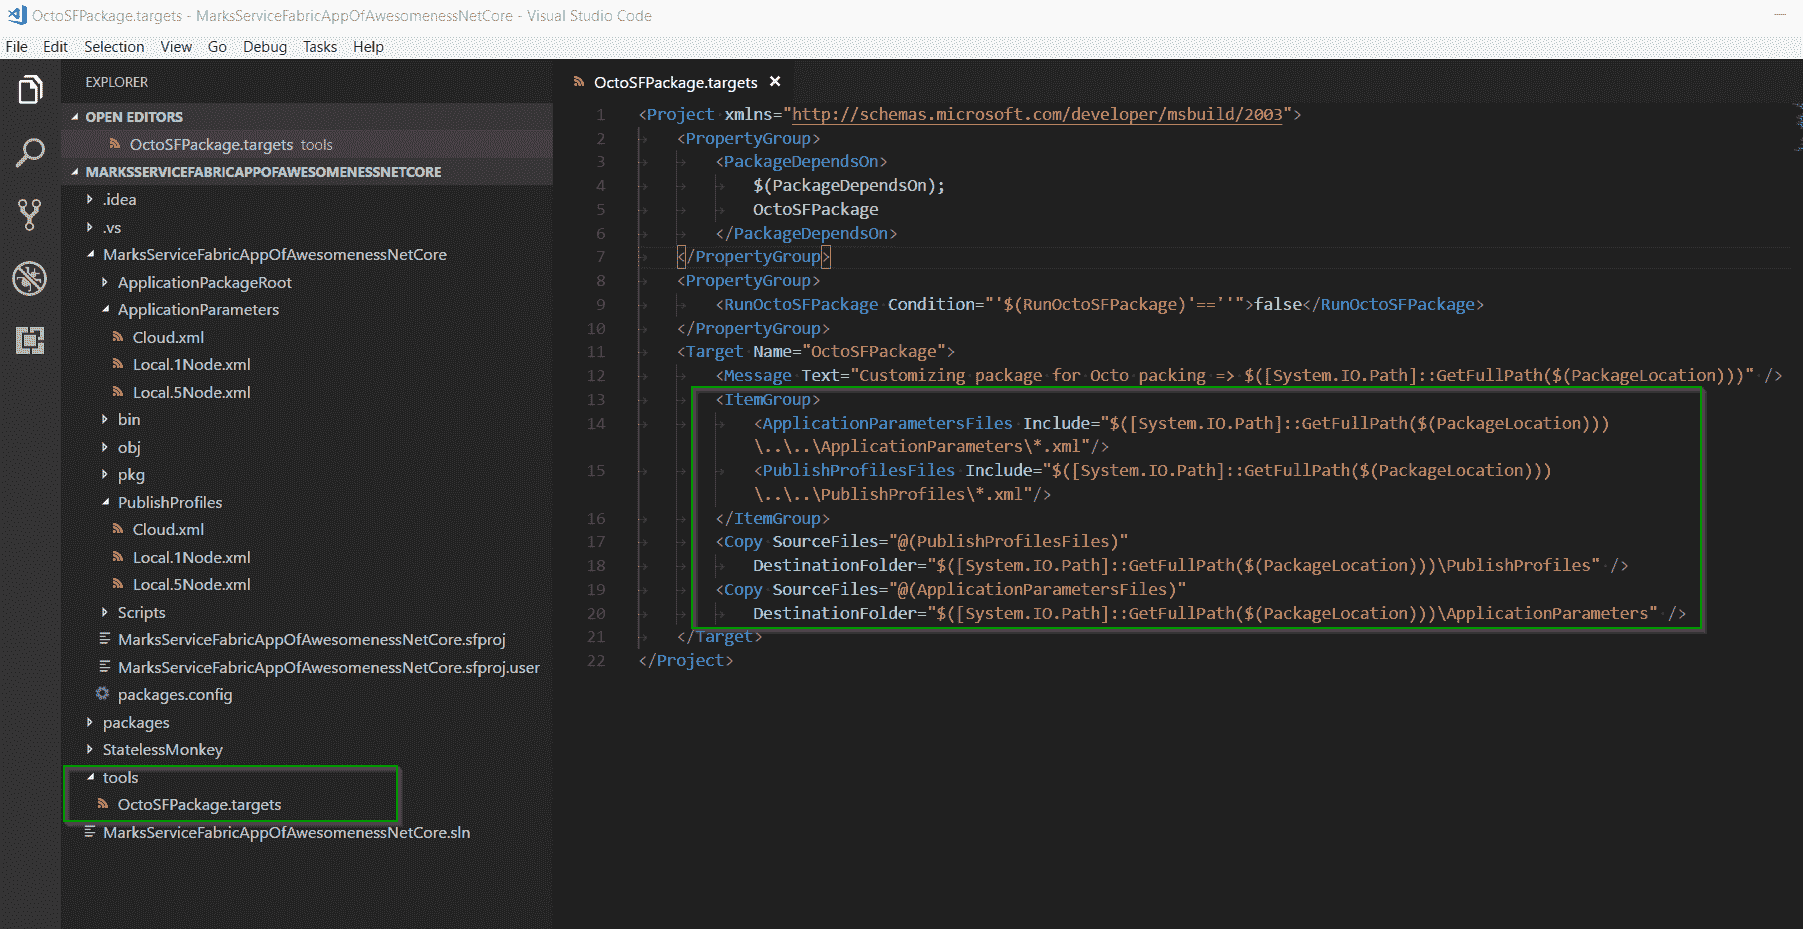 OctoSFPackage.targets - MarksServiceFabricAppOfAwesomenessNetCore - Visual Studio Code
File Edit Selection View Go Debug Tasks Help
EXPLORER
OPEN EDITORS
OctoSFPackage.targets tools
MARKSSERVICEFABRICAPPOFAWESOMENESSNETCORE
.idea
.vs
MarksServiceFabricAppOfAwesomenessNetCore
ApplicationPackageRoot
ApplicationParameters
Cloud.xml
Local.1Node.xml
Local.5Node.xml
bin
obj
pkg
PublishProfiles
Cloud.xml
Local.1Node.xml
Local.5Node.xml
Scripts
MarksServiceFabricAppOfAwesomenessNetCore.sfproj
MarksServiceFabricAppOfAwesomenessNetCore.sfproj.user
packages.config
packages
StatelessMonkey
tools
OctoSFPackage.targets
MarksServiceFabricAppOfAwesomenessNetCore.sln
OctoSFPackage.targets
1 <Project xmlns="http://schemas.microsoft.com/developer/msbuild/2003">
2 <PropertyGroup>
3 <PackageDependsOn>
4 $(PackageDependsOn);
5 OctoSFPackage
6 </PackageDependsOn>
7 </PropertyGroup>
8 <PropertyGroup>
9 <RunOctoSFPackage Condition="'$(RunOctoSFPackage)'==''">false</RunOctoSFPackage>
10 </PropertyGroup>
11 <Target Name="OctoSFPackage">
12 <Message Text="Customizing package for Octo packing => $([System.IO.Path]::GetFullPath($(PackageLocation)))" />
13 <ItemGroup>
14 <ApplicationParametersFiles Include="$([System.IO.Path]::GetFullPath($(PackageLocation)))
\..\..\ApplicationParameters\*.xml"/>
15 <PublishProfilesFiles Include="$([System.IO.Path]::GetFullPath($(PackageLocation)))
\..\..\PublishProfiles\*.xml"/>
16 </ItemGroup>
17 <Copy SourceFiles="@(PublishProfilesFiles)"
18 DestinationFolder="$([System.IO.Path]::GetFullPath($(PackageLocation)))\PublishProfiles" />
19 <Copy SourceFiles="@(ApplicationParametersFiles)"
20 DestinationFolder="$([System.IO.Path]::GetFullPath($(PackageLocation)))\ApplicationParameters" />
21 </Target>
22 </Project>